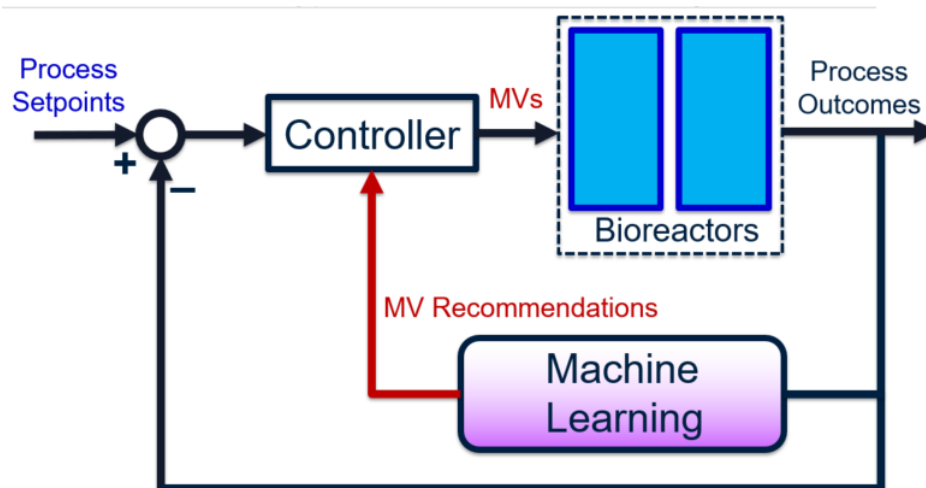 Process
Setpoints
+
−
Controller
MVs
Bioreactors
Process
Outcomes
MV Recommendations
Machine
Learning